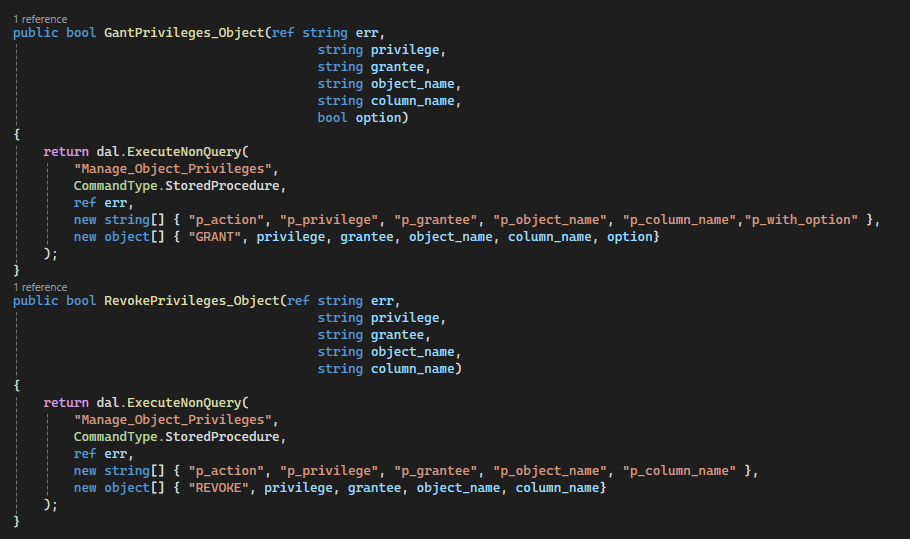 1 reference
public bool GantPrivileges_Object(ref string err,
string privilege,
string grantee,
string object_name,
string column_name,
bool option)
{
return dal.ExecuteNonQuery(
"Manage_Object_Privileges",
CommandType.StoredProcedure,
ref err,
new string[] { "p_action", "p_privilege", "p_grantee", "p_object_name", "p_column_name","p_with_option" },
new object[] { "GRANT", privilege, grantee, object_name, column_name, option}
);
}
1 reference
public bool RevokePrivileges_Object(ref string err,
string privilege,
string grantee,
string object_name,
string column_name)
{
return dal.ExecuteNonQuery(
"Manage_Object_Privileges",
CommandType.StoredProcedure,
ref err,
new string[] { "p_action", "p_privilege", "p_grantee", "p_object_name", "p_column_name" },
new object[] { "REVOKE", privilege, grantee, object_name, column_name}
);
}